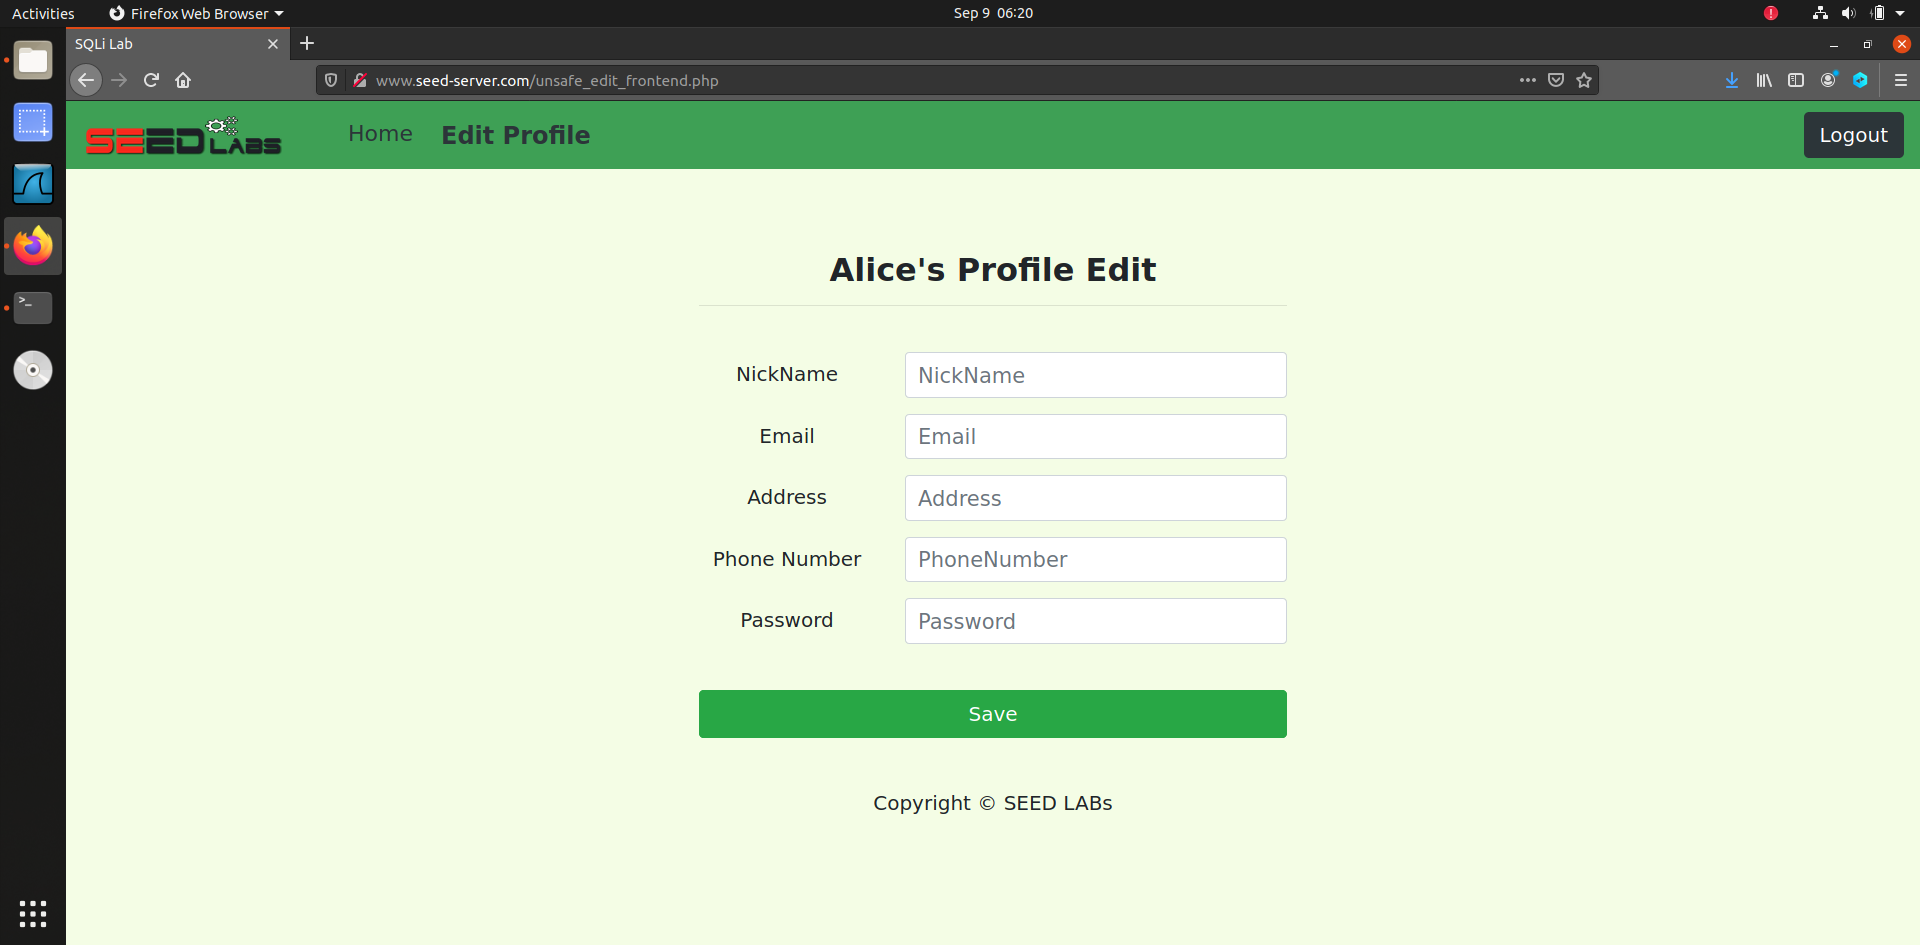 Activities
Firefox Web Browser
Sep 9 06:20
SQLi Lab
www.seed-server.com/unsafe_edit_frontend.php
SEED LABS
Home
Edit Profile
Logout
Alice's Profile Edit
NickName
NickName
Email
Email
Address
Address
Phone Number
PhoneNumber
Password
Password
Save
Copyright © SEED LABs